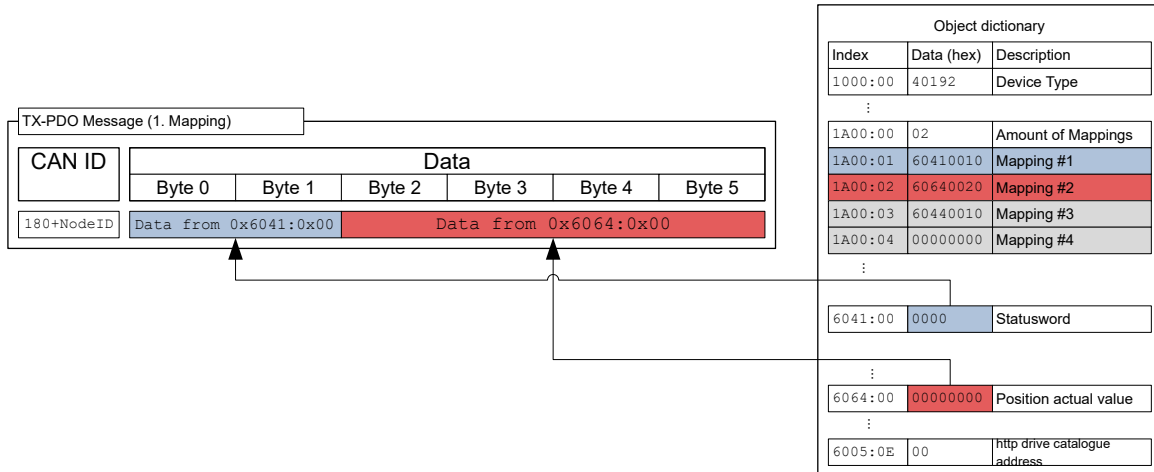 Object dictionary
Index Data (hex) Description
1000:00 40192 Device Type
⋮
1A00:00 02 Amount of Mappings
1A00:01 60410010 Mapping #1
1A00:02 60640020 Mapping #2
1A00:03 60440010 Mapping #3
1A00:04 00000000 Mapping #4
⋮
6041:00 0000 Statusword
⋮
6064:00 00000000 Position actual value
⋮
6005:0E 00 http drive catalogue
address
TX-PDO Message (1. Mapping)
CAN ID Data
Byte 0 Byte 1 Byte 2 Byte 3 Byte 4 Byte 5
180+NodeID Data from 0x6041:0x00 Data from 0x6064:0x00